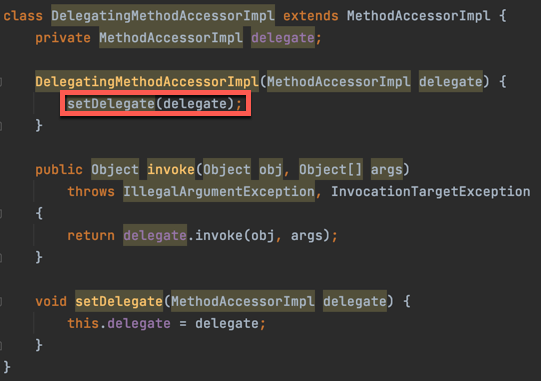 class DelegatingMethodAccessorImpl extends MethodAccessorImpl {
private MethodAccessorImpl delegate;
DelegatingMethodAccessorImpl(MethodAccessorImpl delegate) {
setDelegate(delegate);
}
public Object invoke(Object obj, Object[] args)
throws IllegalArgumentException, InvocationTargetException
{
return delegate.invoke(obj, args);
}
void setDelegate(MethodAccessorImpl delegate) {
this.delegate = delegate;
}
}